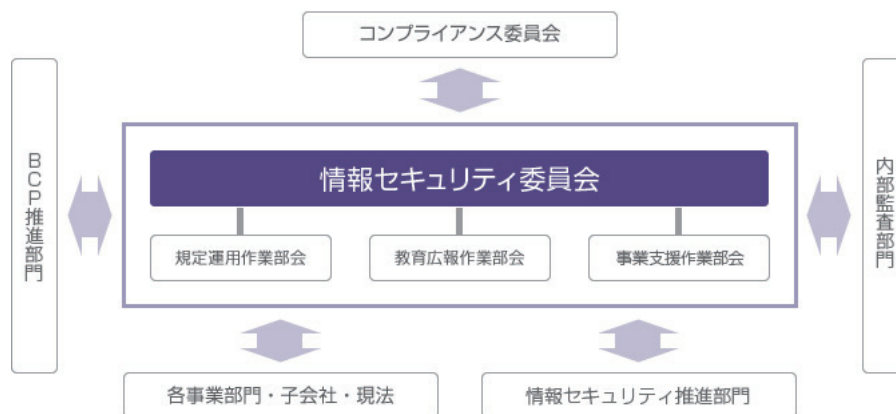 コンプライアンス委員会
BCP推進部門
情報セキュリティ委員会
内部監査部門
規定運用作業部会
教育広報作業部会
事業支援作業部会
各事業部門・子会社・現法
情報セキュリティ推進部門